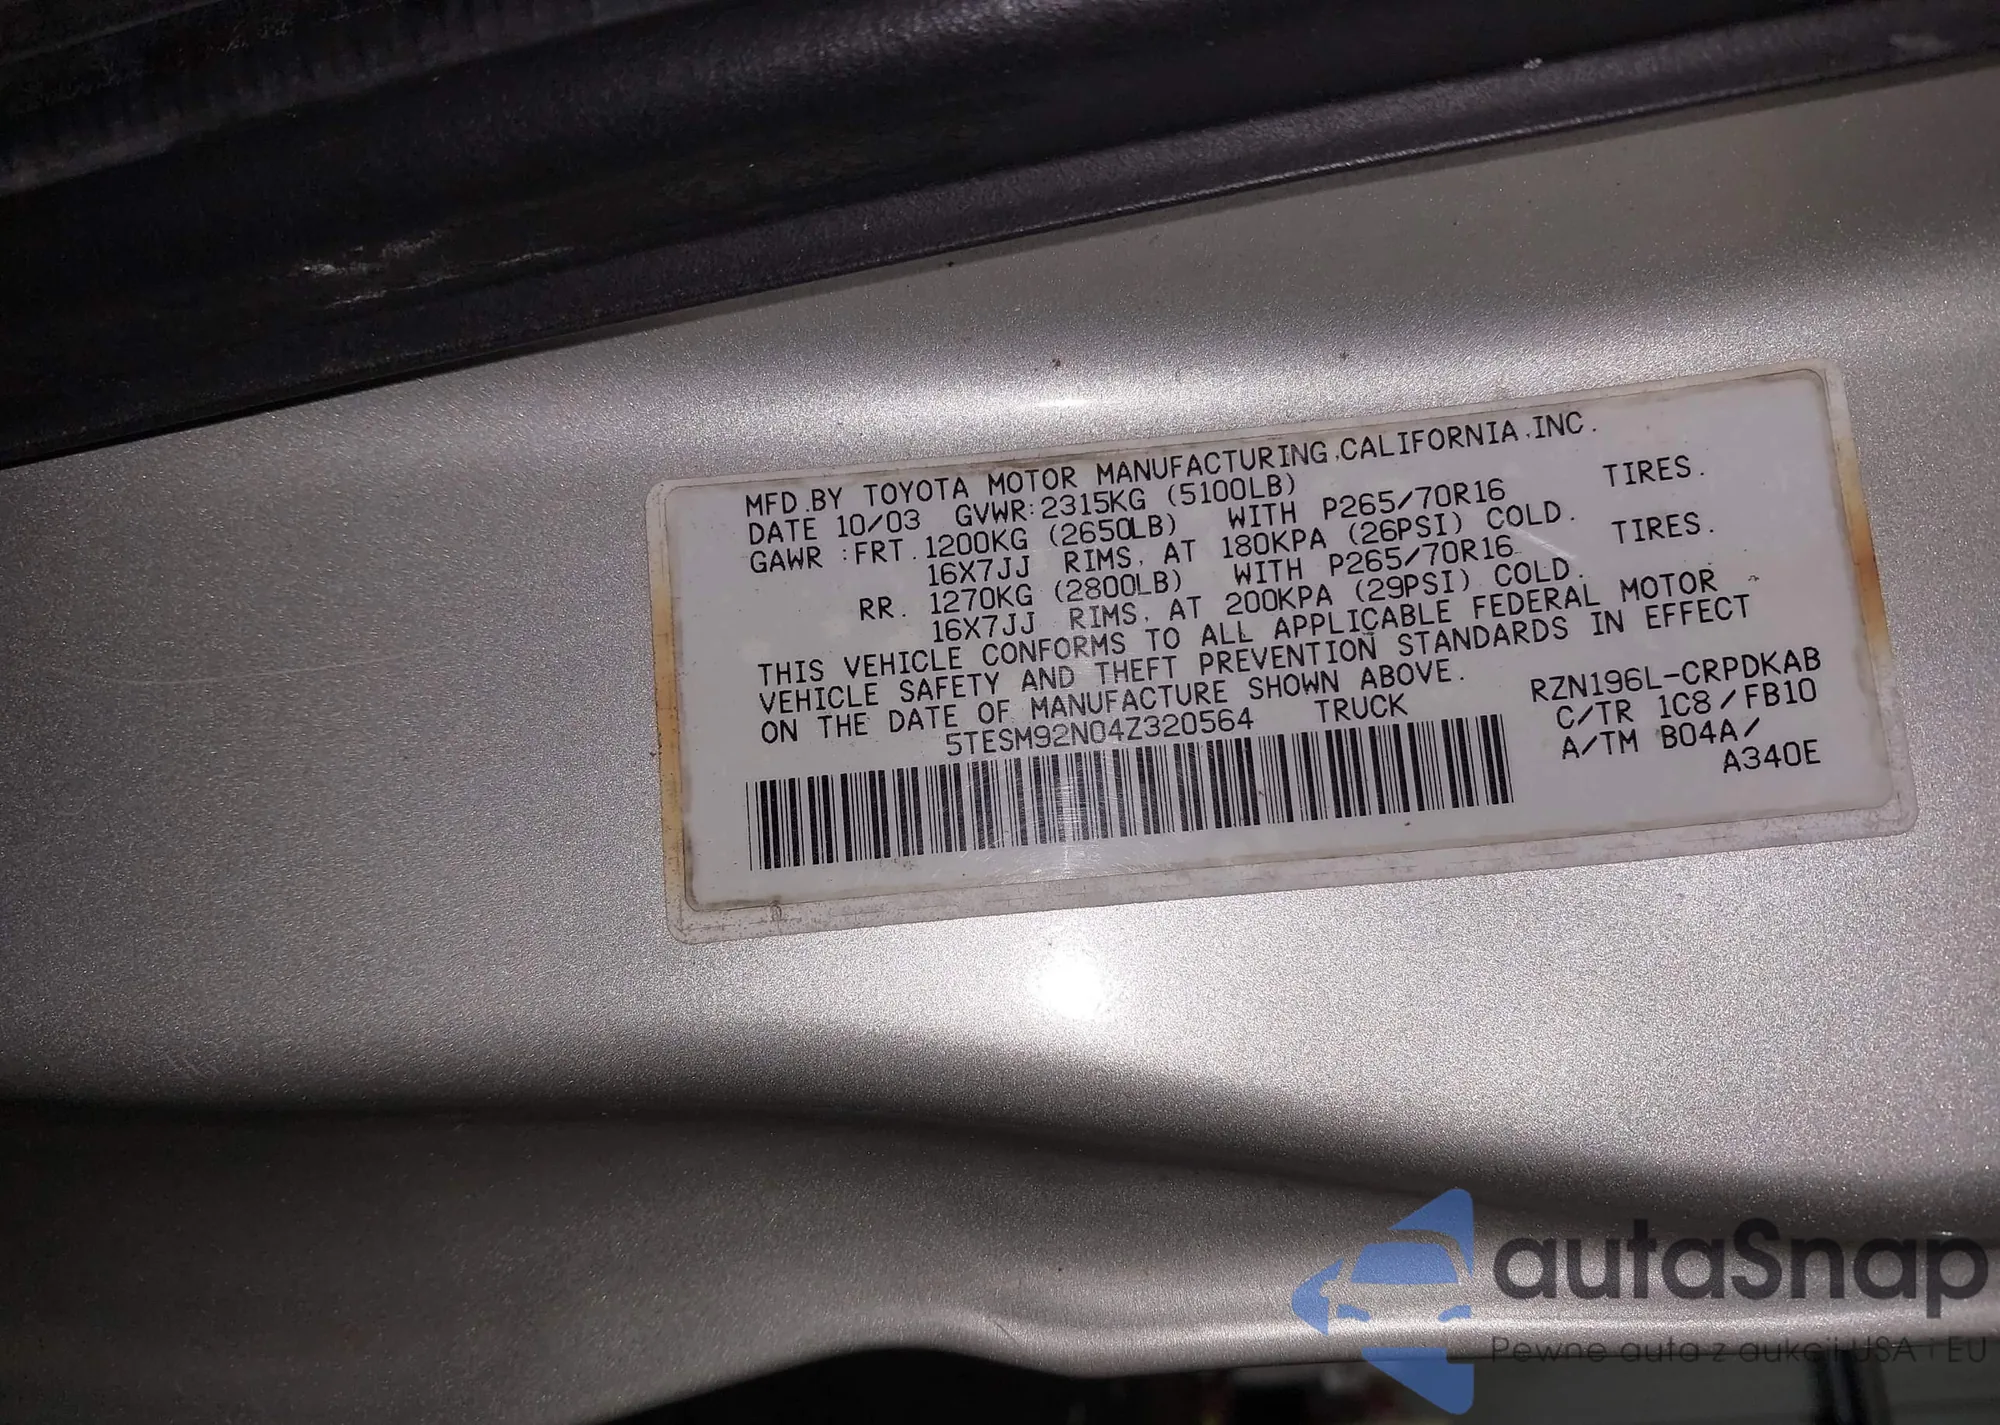 MFD.BY TOYOTA MOTOR MANUFACTURING,CALIFORNIA,INC.
DATE 10/03 GVWR:2315KG (5100LB)
GAWR :FRT. 1200KG (2650LB) WITH P265/70R16 TIRES.
16X7JJ RIMS, AT 180KPA (26PSI) COLD.
RR. 1270KG (2800LB) WITH P265/70R16 TIRES.
16X7JJ RIMS, AT 200KPA (29PSI) COLD.
THIS VEHICLE CONFORMS TO ALL APPLICABLE FEDERAL MOTOR
VEHICLE SAFETY AND THEFT PREVENTION STANDARDS IN EFFECT
ON THE DATE OF MANUFACTURE SHOWN ABOVE.
5TESM92N04Z320564 TRUCK
RZN196L-CRPDKAB
C/TR 1C8/FB10
A/TM B04A/
A340E
autaSnap
Pewne auta z aukcji USA i EU